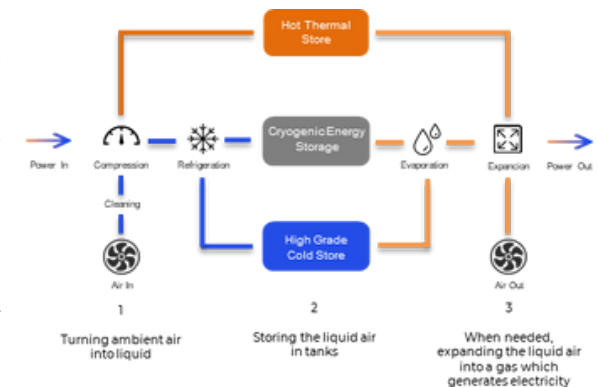 Hot Thermal
Store
Power In
Compression
Refrigeration
Cryogenic Energy
Storage
Evaporation
Expancion
Power Out
Cleaning
High Grade
Cold Store
Air In
Air Out
1
2
3
Turning ambient air
into liquid
Storing the liquid air
in tanks
When needed,
expanding the liquid air
into a gas which
generates electricity